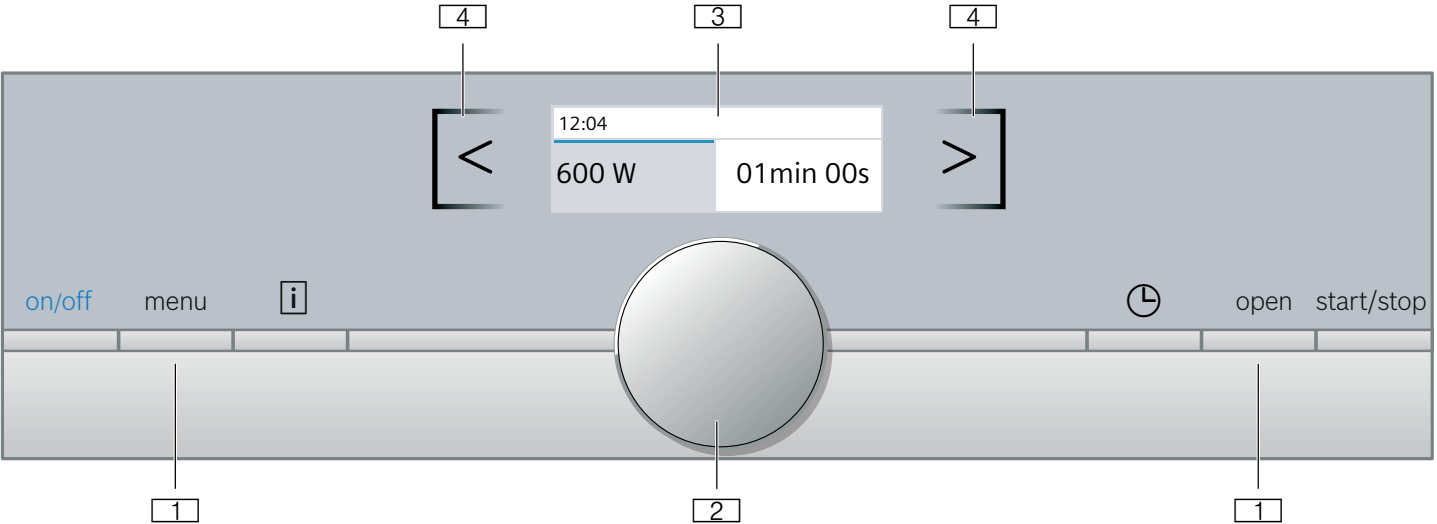 4 3 4
< 12:04 >
600 W 01min 00s
on/off menu i open start/stop
1 2 1